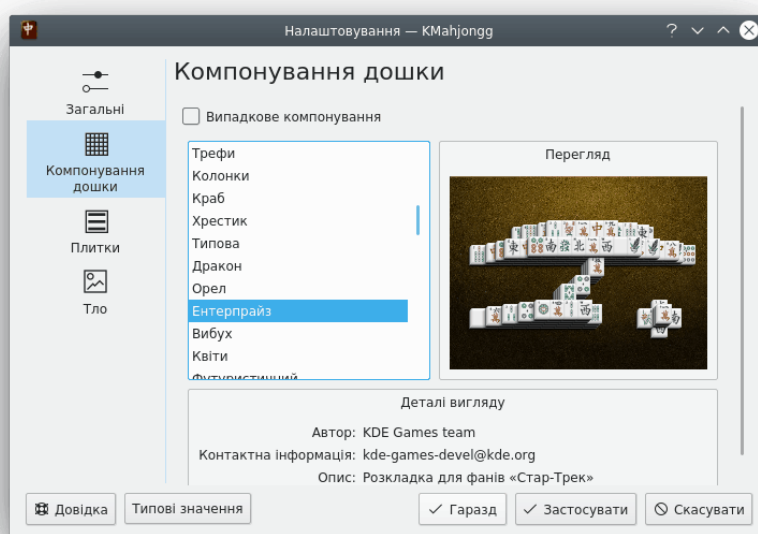 Налаштовування — KMahjongg
Компонування дошки
Загальні
Компонування
дошки
Плитки
Тло
Випадкове компонування
Трефи
Колонки
Краб
Хрестик
Типова
Дракон
Орел
Ентерпрайз
Вибух
Квіти
Футуристичний
Перегляд
Деталі вигляду
Автор: KDE Games team
Контактна інформація: kde-games-devel@kde.org
Опис: Розкладка для фанів «Стар-Трек»
Довідка
Типові значення
Гаразд
Застосувати
Скасувати